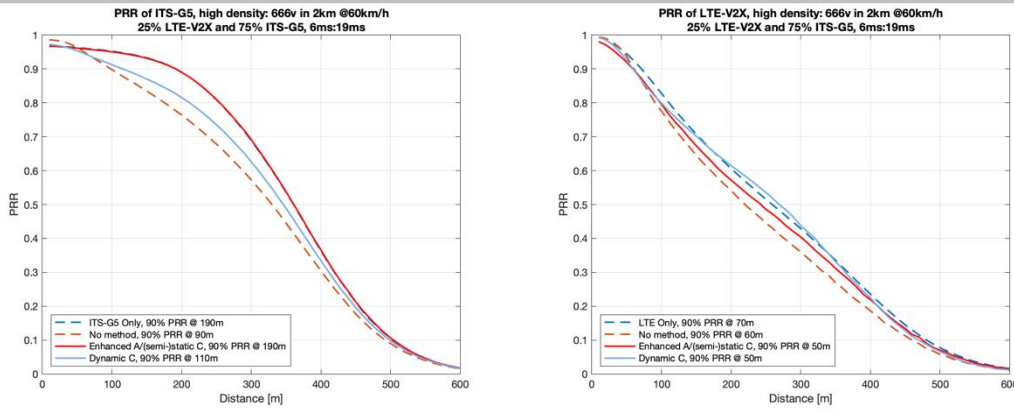 PRR of ITS-G5, high density: 666v in 2km @60km/h
25% LTE-V2X and 75% ITS-G5, 6ms:19ms
1
0.9
0.8
0.7
0.6
0.5
0.4
0.3
0.2
0.1
0
PRR
ITS-G5 Only, 90% PRR @ 190m
No method, 90% PRR @ 90m
Enhanced A/(semi-)static C, 90% PRR @ 190m
Dynamic C, 90% PRR @ 110m
0 100 200 300 400 500 600
Distance [m]
PRR of LTE-V2X, high density: 666v in 2km @60km/h
25% LTE-V2X and 75% ITS-G5, 6ms:19ms
1
0.9
0.8
0.7
0.6
0.5
0.4
0.3
0.2
0.1
0
PRR
LTE Only, 90% PRR @ 70m
No method, 90% PRR @ 60m
Enhanced A/(semi-)static C, 90% PRR @ 50m
Dynamic C, 90% PRR @ 50m
0 100 200 300 400 500 600
Distance [m]